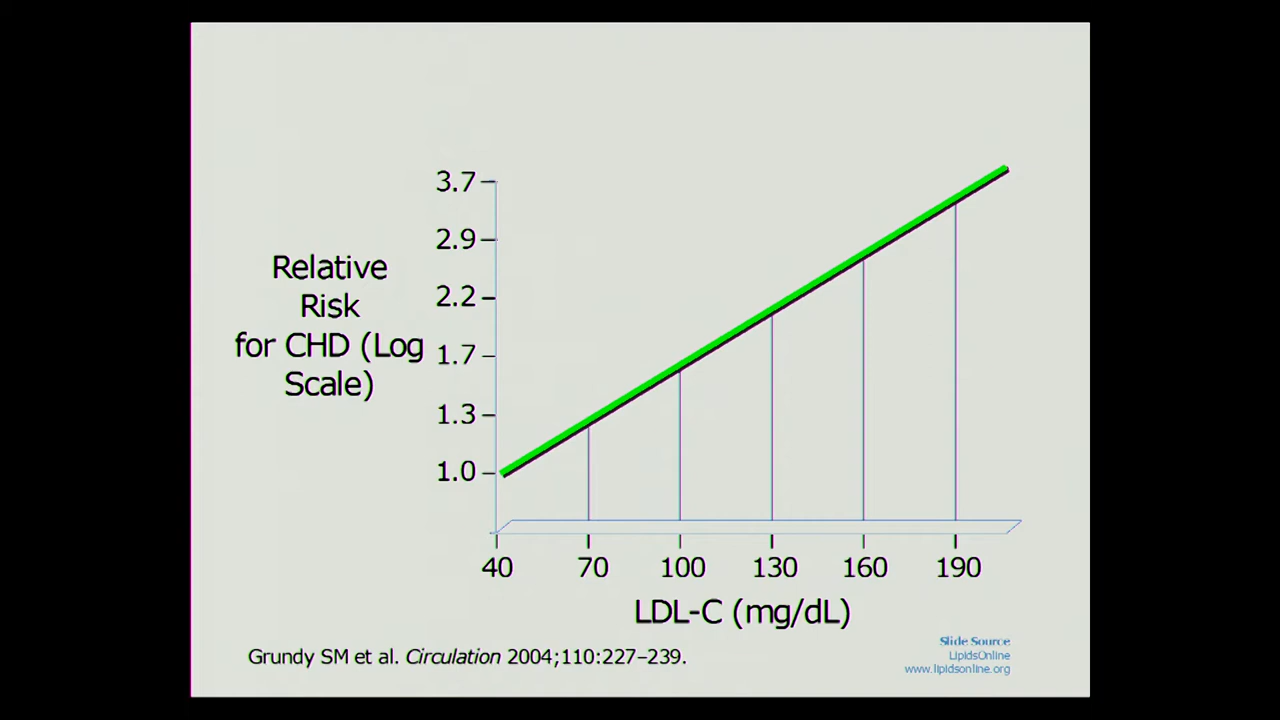 3.7
2.9
2.2
1.7
1.3
1.0
Relative
Risk
for CHD (Log
Scale)
40 70 100 130 160 190
LDL-C (mg/dL)
Grundy SM et al. Circulation 2004;110:227–239.
Slide Source
LipidsOnline
www.lipidsonline.org